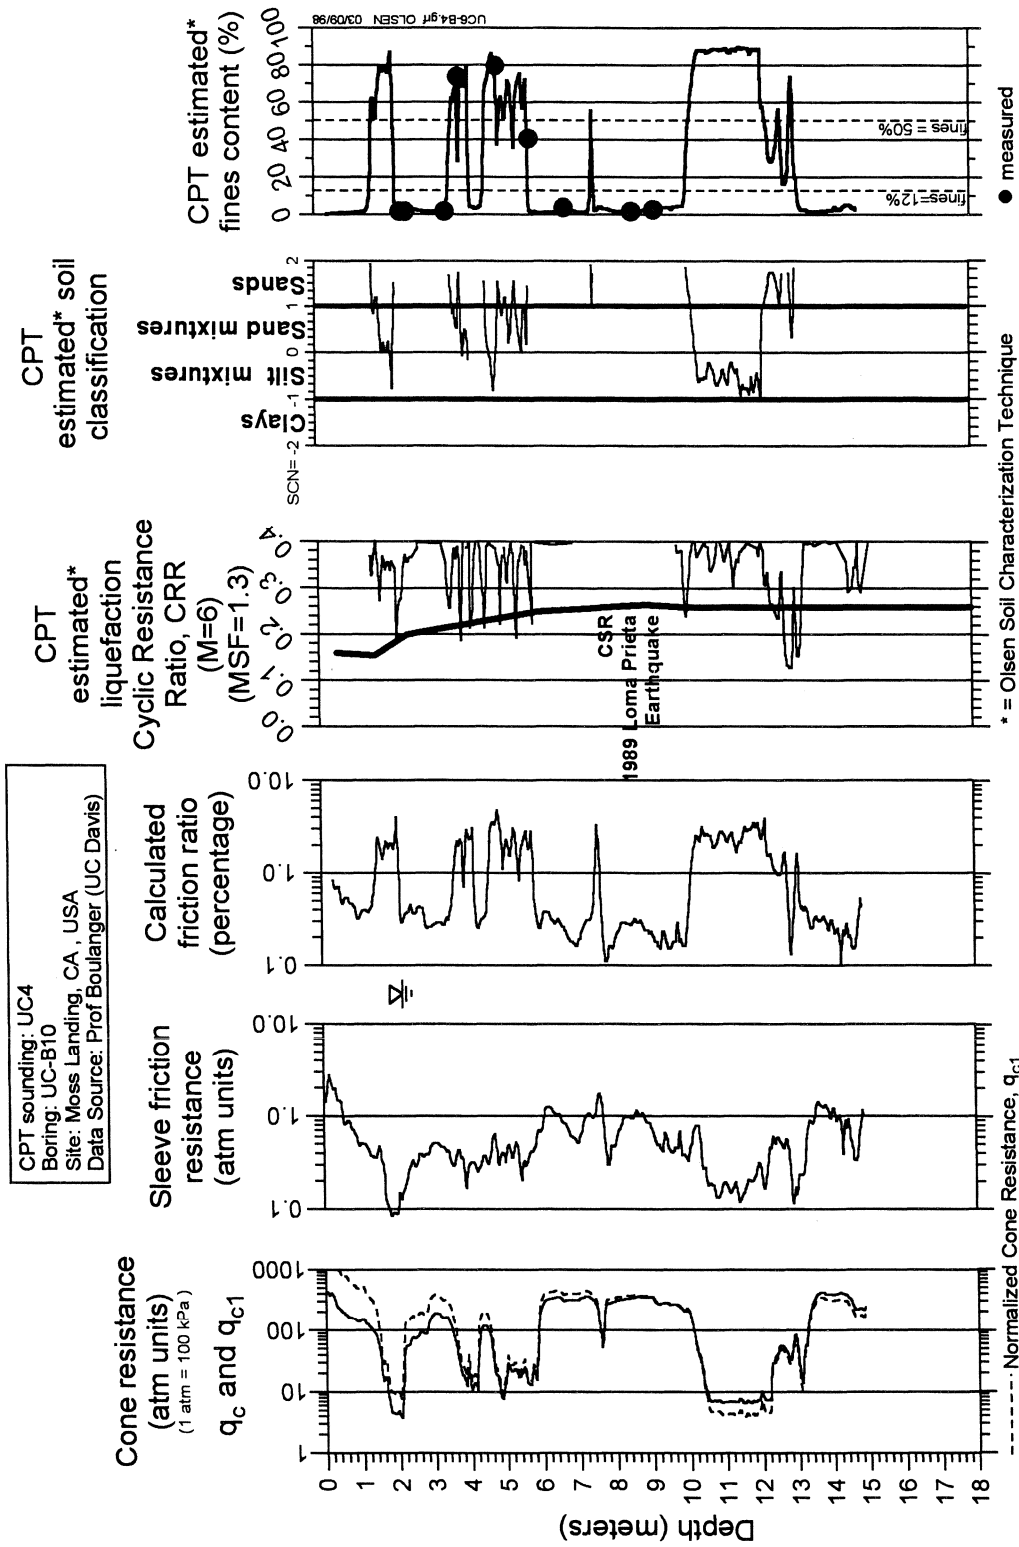 CPT sounding: UC4
Boring: UC-B10
Site: Moss Landing, CA , USA
Data Source: Prof Boulanger (UC Davis)
Cone resistance
(atm units)
(1 atm = 100 kPa )
qc and qc1
1 10 100 1000
Sleeve friction
resistance
(atm units)
0.1 1.0 10.0
Calculated
friction ratio
(percentage)
0.1 1.0 10.0
CPT
estimated*
liquefaction
Cyclic Resistance
Ratio, CRR
(M=6)
(MSF=1.3)
0.0 0.1 0.2 0.3 0.4
CSR
1989 Loma Prieta
Earthquake
CPT
estimated* soil
classification
SCN= -2 -1 0 1 2
Clays
Silt mixtures
Sand mixtures
Sands
CPT estimated*
fines content (%)
0 20 40 60 80 100
fines=12%
fines = 50%
UC6-B4.grf OLSEN 03/09/98
Depth (meters)
0 1 2 3 4 5 6 7 8 9 10 11 12 13 14 15 16 17 18
------ Normalized Cone Resistance, qc1
* = Olsen Soil Characterization Technique
● measured